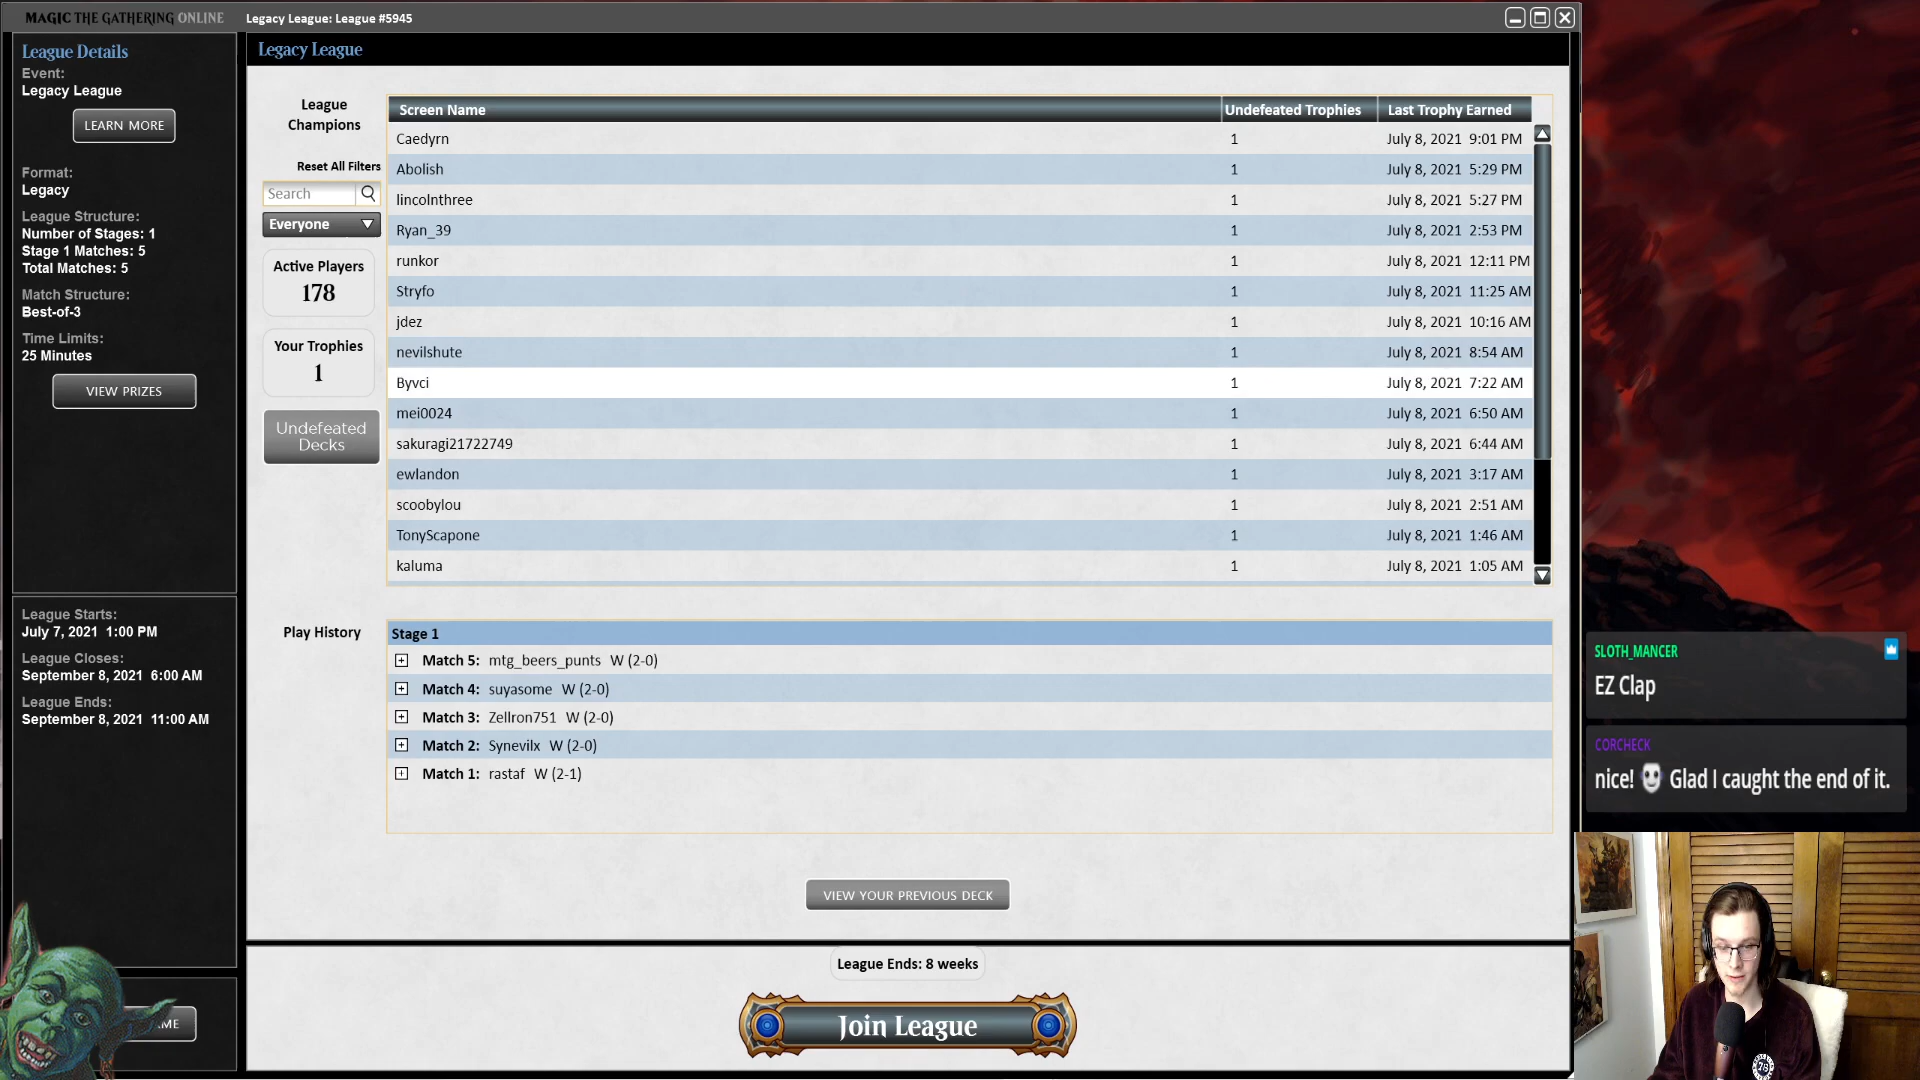 MAGIC THE GATHERING ONLINE
Legacy League: League #5945
League Details
Event:
Legacy League
LEARN MORE
Format:
Legacy
League Structure:
Number of Stages: 1
Stage 1 Matches: 5
Total Matches: 5
Match Structure:
Best-of-3
Time Limits:
25 Minutes
VIEW PRIZES
League Starts:
July 7, 2021 1:00 PM
League Closes:
September 8, 2021 6:00 AM
League Ends:
September 8, 2021 11:00 AM
Legacy League
League
Champions
Reset All Filters
Search
Everyone
Active Players
178
Your Trophies
1
Undefeated
Decks
Screen Name Undefeated Trophies Last Trophy Earned
Caedyrn 1 July 8, 2021 9:01 PM
Abolish 1 July 8, 2021 5:29 PM
lincolnthree 1 July 8, 2021 5:27 PM
Ryan_39 1 July 8, 2021 2:53 PM
runkor 1 July 8, 2021 12:11 PM
Stryfo 1 July 8, 2021 11:25 AM
jdez 1 July 8, 2021 10:16 AM
nevilshute 1 July 8, 2021 8:54 AM
Byvci 1 July 8, 2021 7:22 AM
mei0024 1 July 8, 2021 6:50 AM
sakuragi21722749 1 July 8, 2021 6:44 AM
ewlandon 1 July 8, 2021 3:17 AM
scoobylou 1 July 8, 2021 2:51 AM
TonyScapone 1 July 8, 2021 1:46 AM
kaluma 1 July 8, 2021 1:05 AM
Play History
Stage 1
Match 5: mtg_beers_punts W (2-0)
Match 4: suyasome W (2-0)
Match 3: Zellron751 W (2-0)
Match 2: Synevilx W (2-0)
Match 1: rastaf W (2-1)
VIEW YOUR PREVIOUS DECK
League Ends: 8 weeks
Join League
SLOTH_MANCER
EZ Clap
CORCHECK
nice! Glad I caught the end of it.